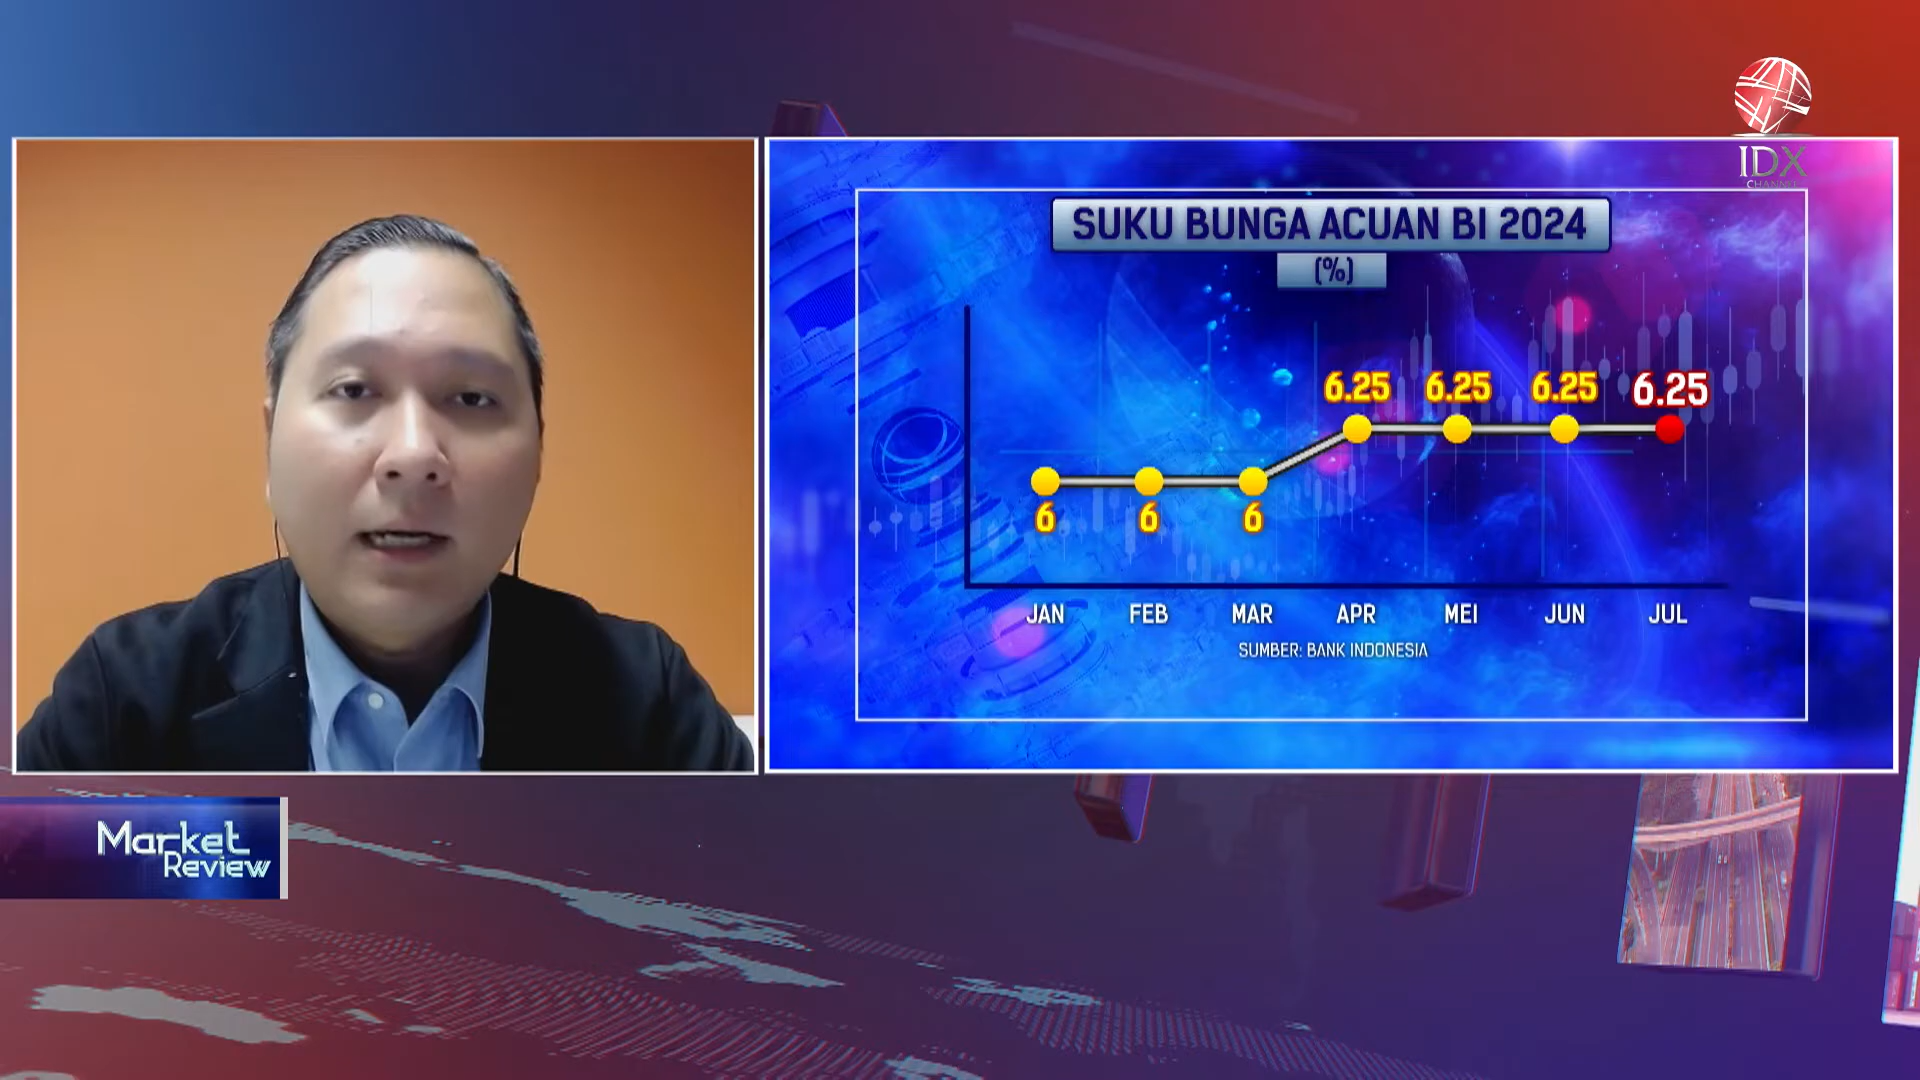 IDX
CHANNEL
SUKU BUNGA ACUAN BI 2024
(%)
6.25 6.25 6.25 6.25
6 6 6
JAN FEB MAR APR MEI JUN JUL
SUMBER: BANK INDONESIA
Market
Review